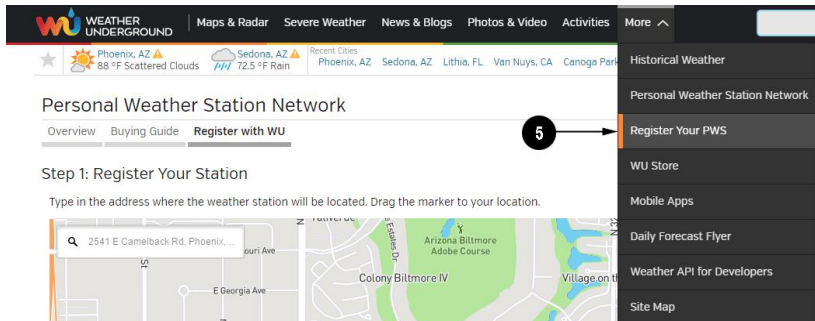 WEATHER
UNDERGROUND
Maps & Radar Severe Weather News & Blogs Photos & Video Activities More
Phoenix, AZ
88 °F Scattered Clouds
Sedona, AZ
72.5 °F Rain
Recent Cities
Phoenix, AZ Sedona, AZ Lithia, FL Van Nuys, CA Canoga Park
Historical Weather
Personal Weather Station Network
Register Your PWS
WU Store
Mobile Apps
Daily Forecast Flyer
Weather API for Developers
Site Map
5
Personal Weather Station Network
Overview Buying Guide Register with WU
Step 1: Register Your Station
Type in the address where the weather station will be located. Drag the marker to your location.
2541 E Camelback Rd, Phoenix,...
ouri Ave
St
E Georgia Ave
N
Estates Dr
Arizona Biltmore
Adobe Course
Colony Biltmore IV
Village on t